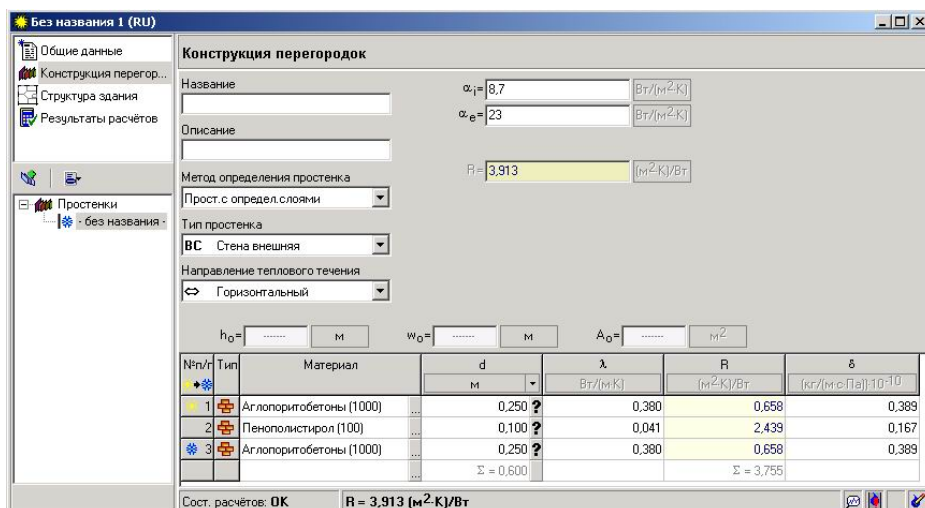 Без названия 1 (RU)
Общие данные
Конструкция перегор...
Структура здания
Результаты расчётов
Простенки
- без названия -
Конструкция перегородок
Название
αi= 8,7 Вт/(м²·K)
αe= 23 Вт/(м²·K)
Описание
R= 3,913 (м²·K)/Вт
Метод определения простенка
Прост.с определ.слоями
Тип простенка
ВС Стена внешняя
Направление теплового течения
Горизонтальный
ho= ------- м wo= ------- м Ao= ------- м²
№п/г Тип Материал d λ R δ
м Вт/(м·K) (м²·K)/Вт (кг/(м·с·Па))·10⁻¹⁰
1 Аглопоритобетоны (1000) ... 0,250 ? 0,380 0,658 0,389
2 Пенополистирол (100) ... 0,100 ? 0,041 2,439 0,167
3 Аглопоритобетоны (1000) ... 0,250 ? 0,380 0,658 0,389
... Σ = 0,600 Σ = 3,755
Сост. расчётов: OK R = 3,913 (м²·K)/Вт